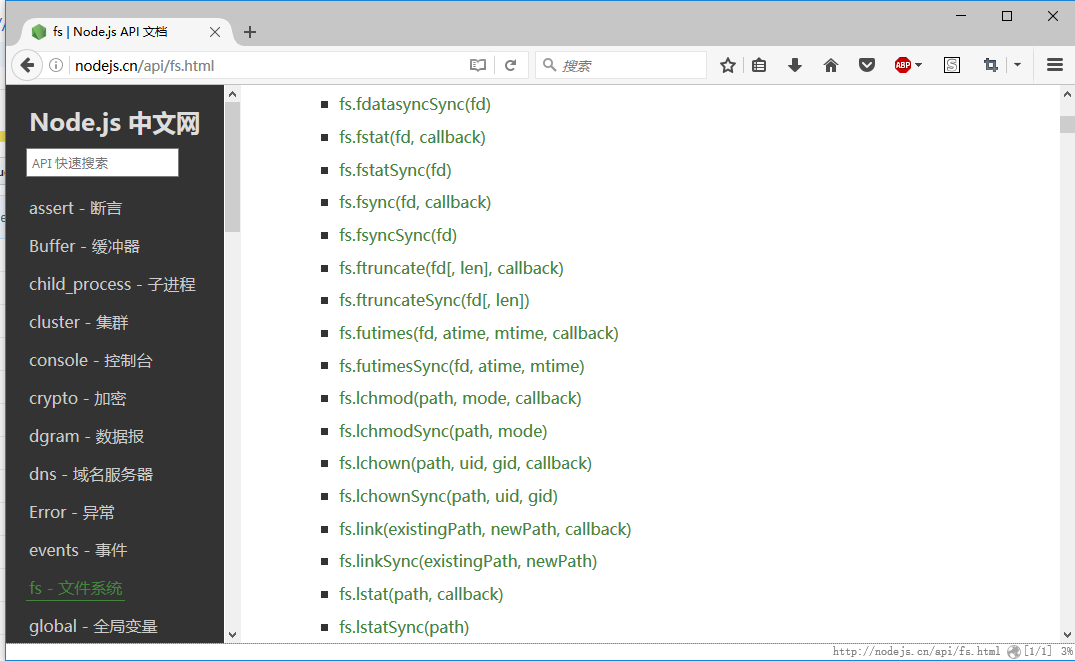 fs | Node.js API 文档
nodejs.cn/api/fs.html
搜索
ABP
S
Node.js 中文网
API 快速搜索
assert - 断言
Buffer - 缓冲器
child_process - 子进程
cluster - 集群
console - 控制台
crypto - 加密
dgram - 数据报
dns - 域名服务器
Error - 异常
events - 事件
fs - 文件系统
global - 全局变量
fs.fdatasyncSync(fd)
fs.fstat(fd, callback)
fs.fstatSync(fd)
fs.fsync(fd, callback)
fs.fsyncSync(fd)
fs.ftruncate(fd[, len], callback)
fs.ftruncateSync(fd[, len])
fs.futimes(fd, atime, mtime, callback)
fs.futimesSync(fd, atime, mtime)
fs.lchmod(path, mode, callback)
fs.lchmodSync(path, mode)
fs.lchown(path, uid, gid, callback)
fs.lchownSync(path, uid, gid)
fs.link(existingPath, newPath, callback)
fs.linkSync(existingPath, newPath)
fs.lstat(path, callback)
fs.lstatSync(path)
http://nodejs.cn/api/fs.html [1/1] 3%